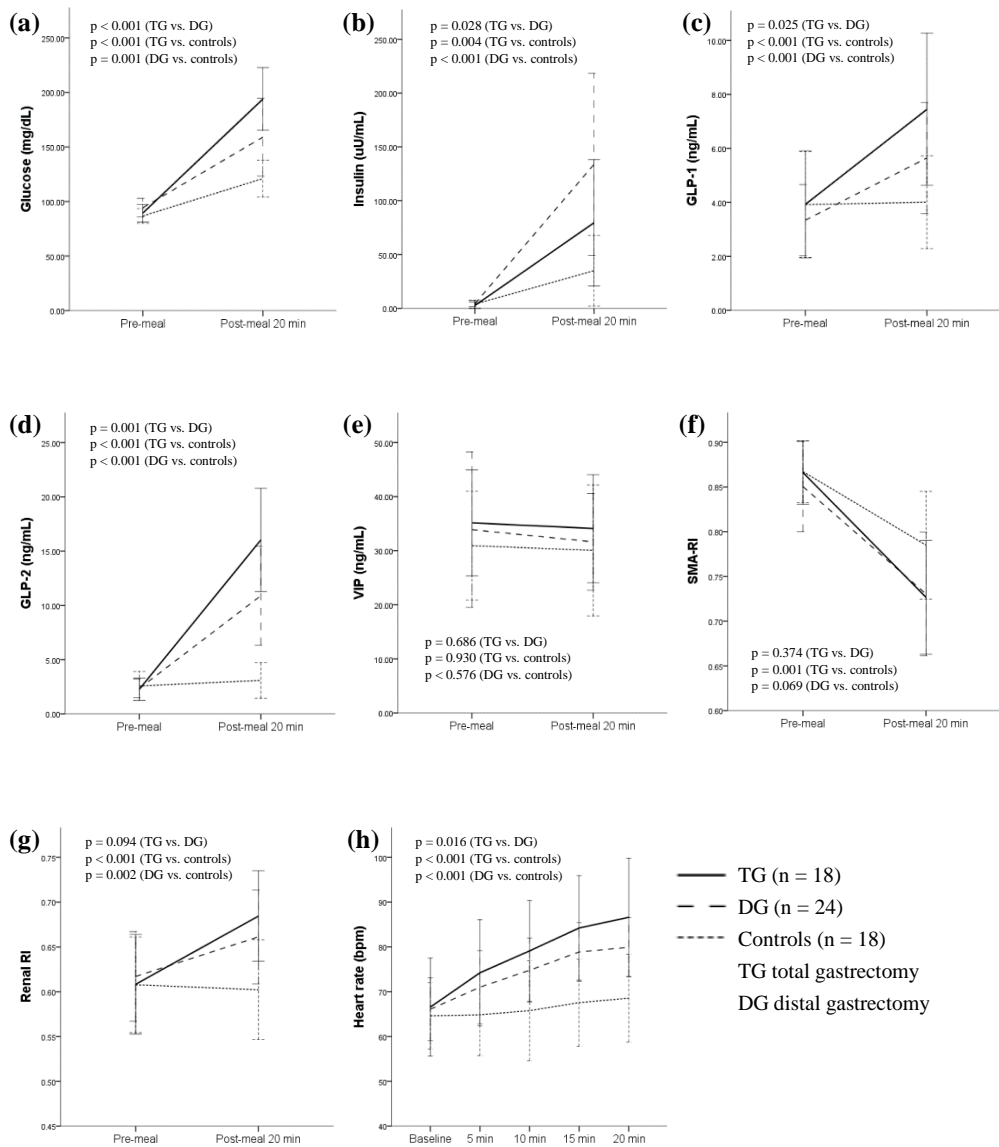 (a)
p < 0.001 (TG vs. DG)
p < 0.001 (TG vs. controls)
p = 0.001 (DG vs. controls)
Glucose (mg/dL)
250.00
200.00
150.00
100.00
50.00
0.00
Pre-meal Post-meal 20 min
(b)
p = 0.028 (TG vs. DG)
p = 0.004 (TG vs. controls)
p < 0.001 (DG vs. controls)
Insulin (uU/mL)
250.00
200.00
150.00
100.00
50.00
0.00
Pre-meal Post-meal 20 min
(c)
p = 0.025 (TG vs. DG)
p < 0.001 (TG vs. controls)
p < 0.001 (DG vs. controls)
GLP-1 (ng/mL)
10.00
8.00
6.00
4.00
2.00
0.00
Pre-meal Post-meal 20 min
(d)
p = 0.001 (TG vs. DG)
p < 0.001 (TG vs. controls)
p < 0.001 (DG vs. controls)
GLP-2 (ng/mL)
25.00
20.00
15.00
10.00
5.00
0.00
Pre-meal Post-meal 20 min
(e)
VIP (ng/mL)
50.00
40.00
30.00
20.00
10.00
0.00
p = 0.686 (TG vs. DG)
p = 0.930 (TG vs. controls)
p < 0.576 (DG vs. controls)
Pre-meal Post-meal 20 min
(f)
SMA-RI
0.90
0.85
0.80
0.75
0.70
0.65
0.60
p = 0.374 (TG vs. DG)
p = 0.001 (TG vs. controls)
p = 0.069 (DG vs. controls)
Pre-meal Post-meal 20 min
(g)
p = 0.094 (TG vs. DG)
p < 0.001 (TG vs. controls)
p = 0.002 (DG vs. controls)
Renal RI
0.75
0.70
0.65
0.60
0.55
0.50
0.45
Pre-meal Post-meal 20 min
(h)
p = 0.016 (TG vs. DG)
p < 0.001 (TG vs. controls)
p < 0.001 (DG vs. controls)
Heart rate (bpm)
100
90
80
70
60
50
40
Baseline 5 min 10 min 15 min 20 min
TG (n = 18)
DG (n = 24)
Controls (n = 18)
TG total gastrectomy
DG distal gastrectomy